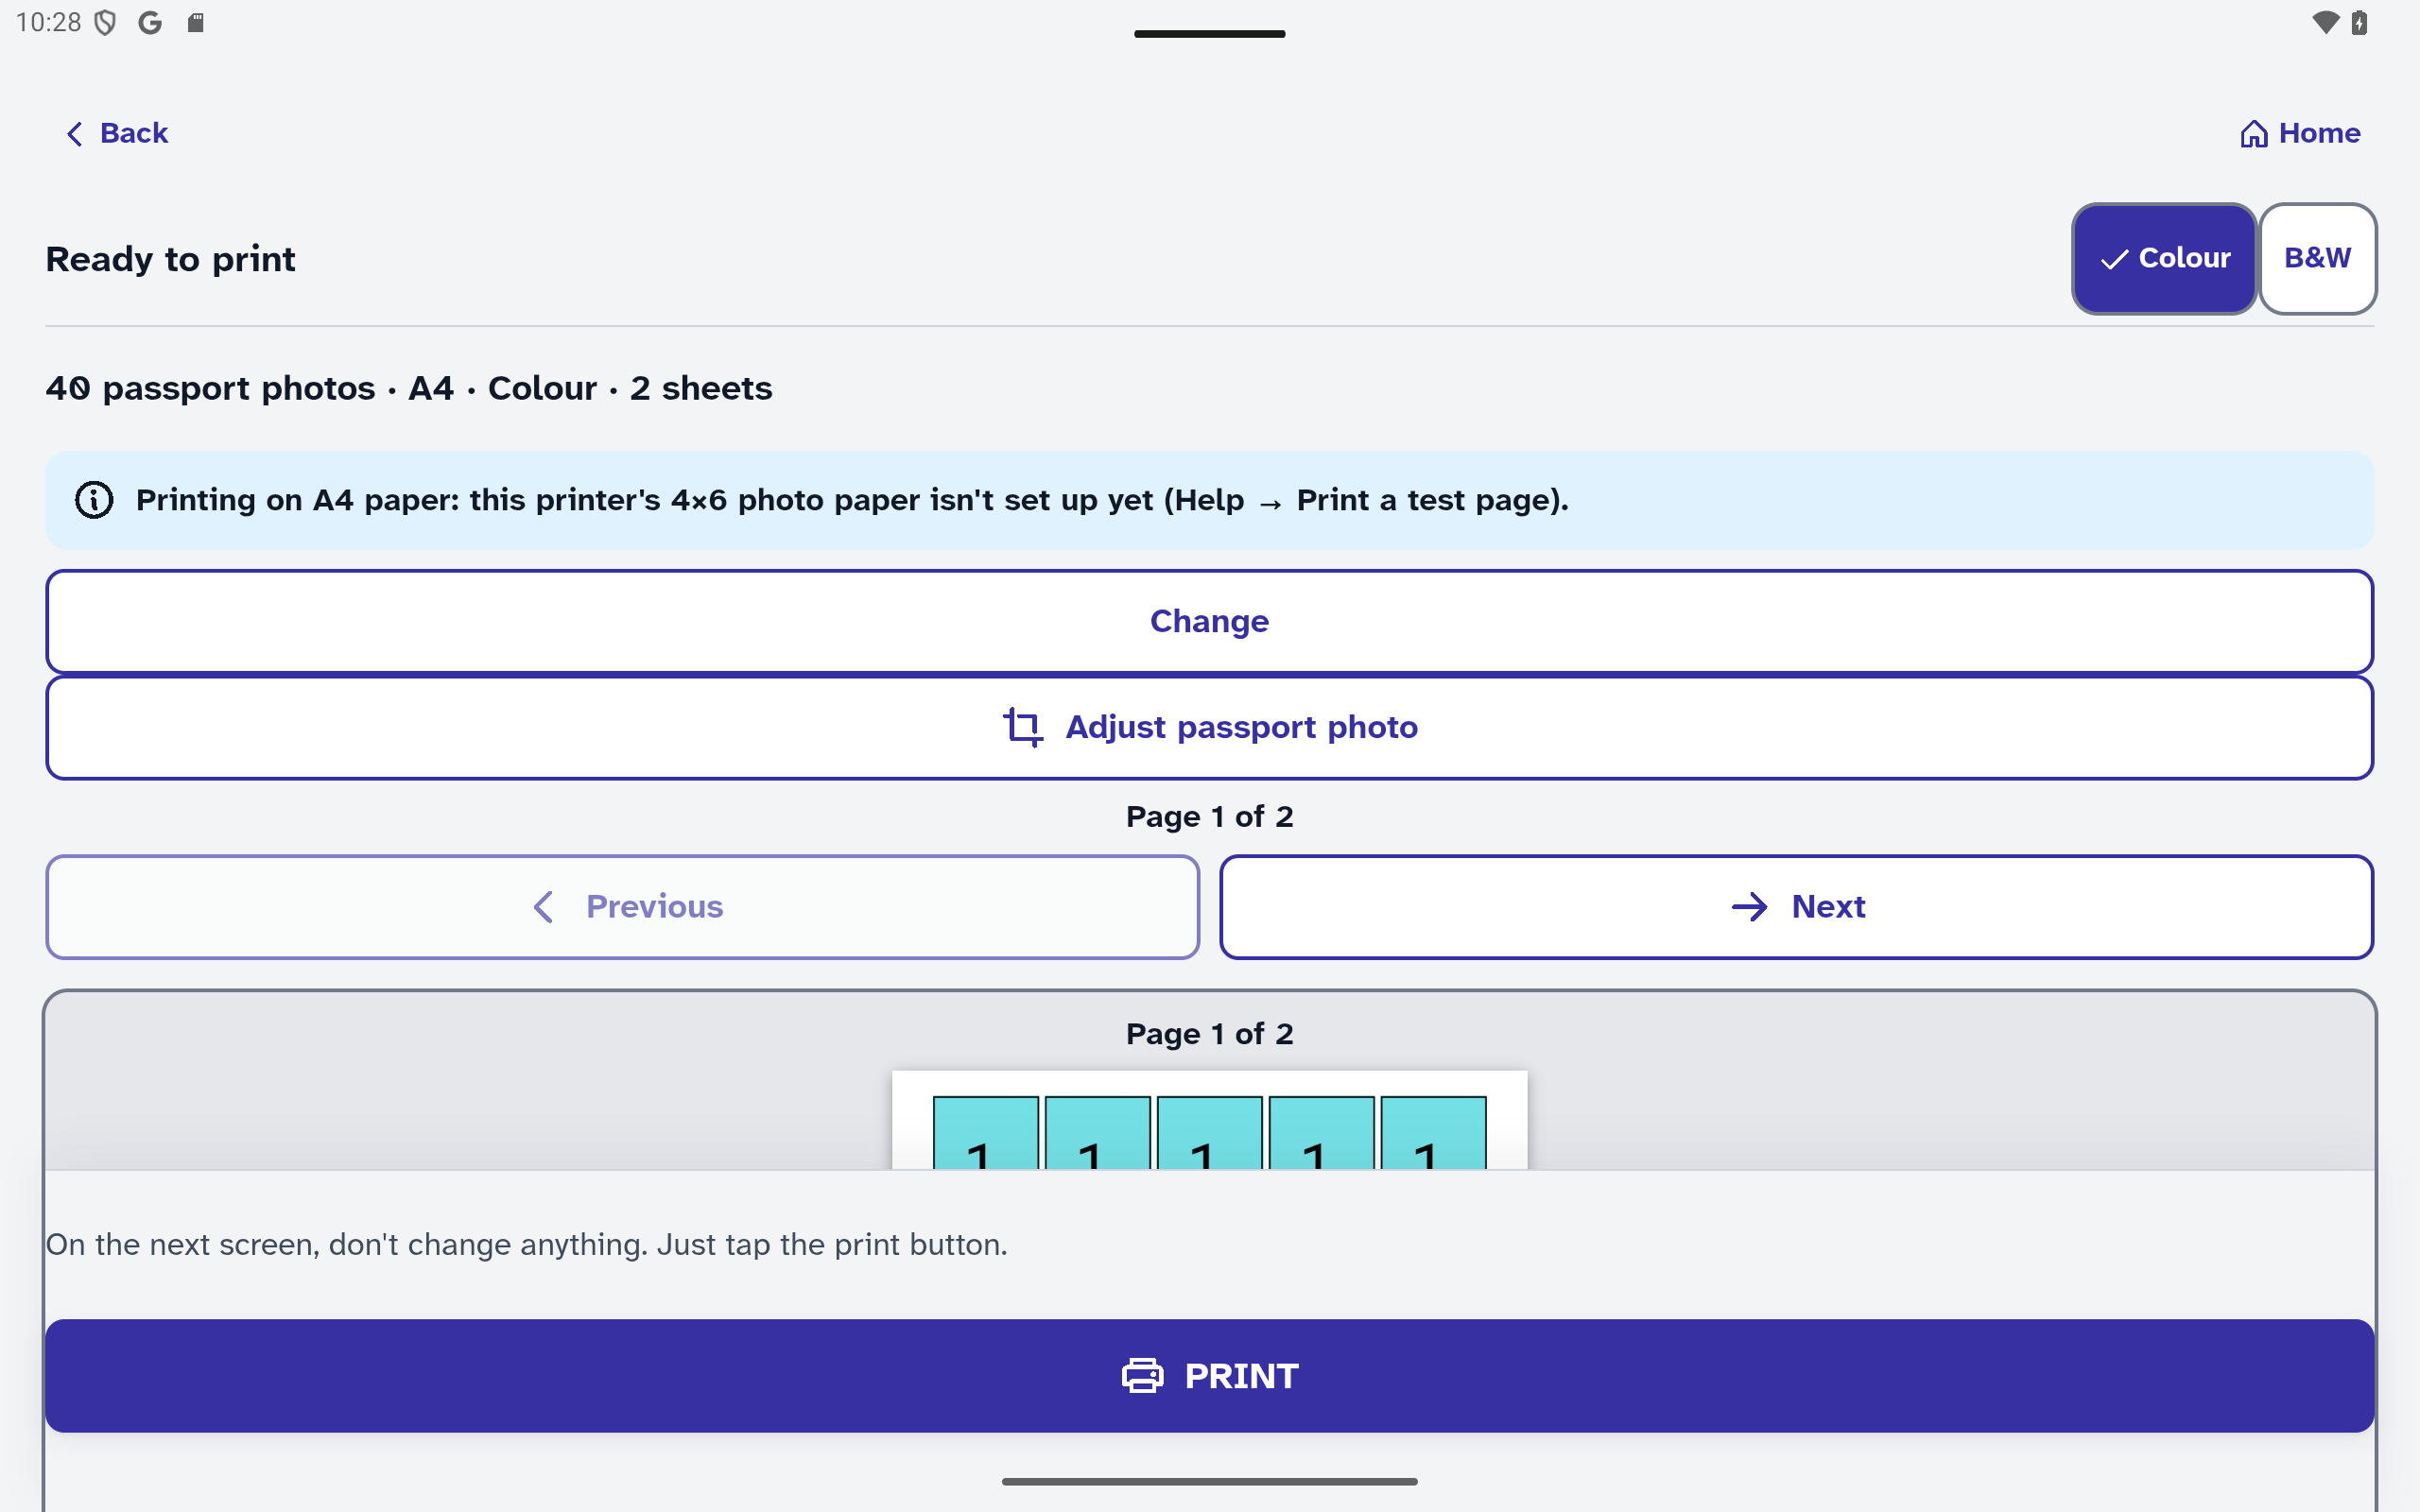 10:28
Back
Home
Ready to print
Colour
B&W
40 passport photos · A4 · Colour · 2 sheets
Printing on A4 paper: this printer's 4×6 photo paper isn't set up yet (Help → Print a test page).
Change
Adjust passport photo
Page 1 of 2
Previous
Next
Page 1 of 2
1 1 1 1 1
On the next screen, don't change anything. Just tap the print button.
PRINT